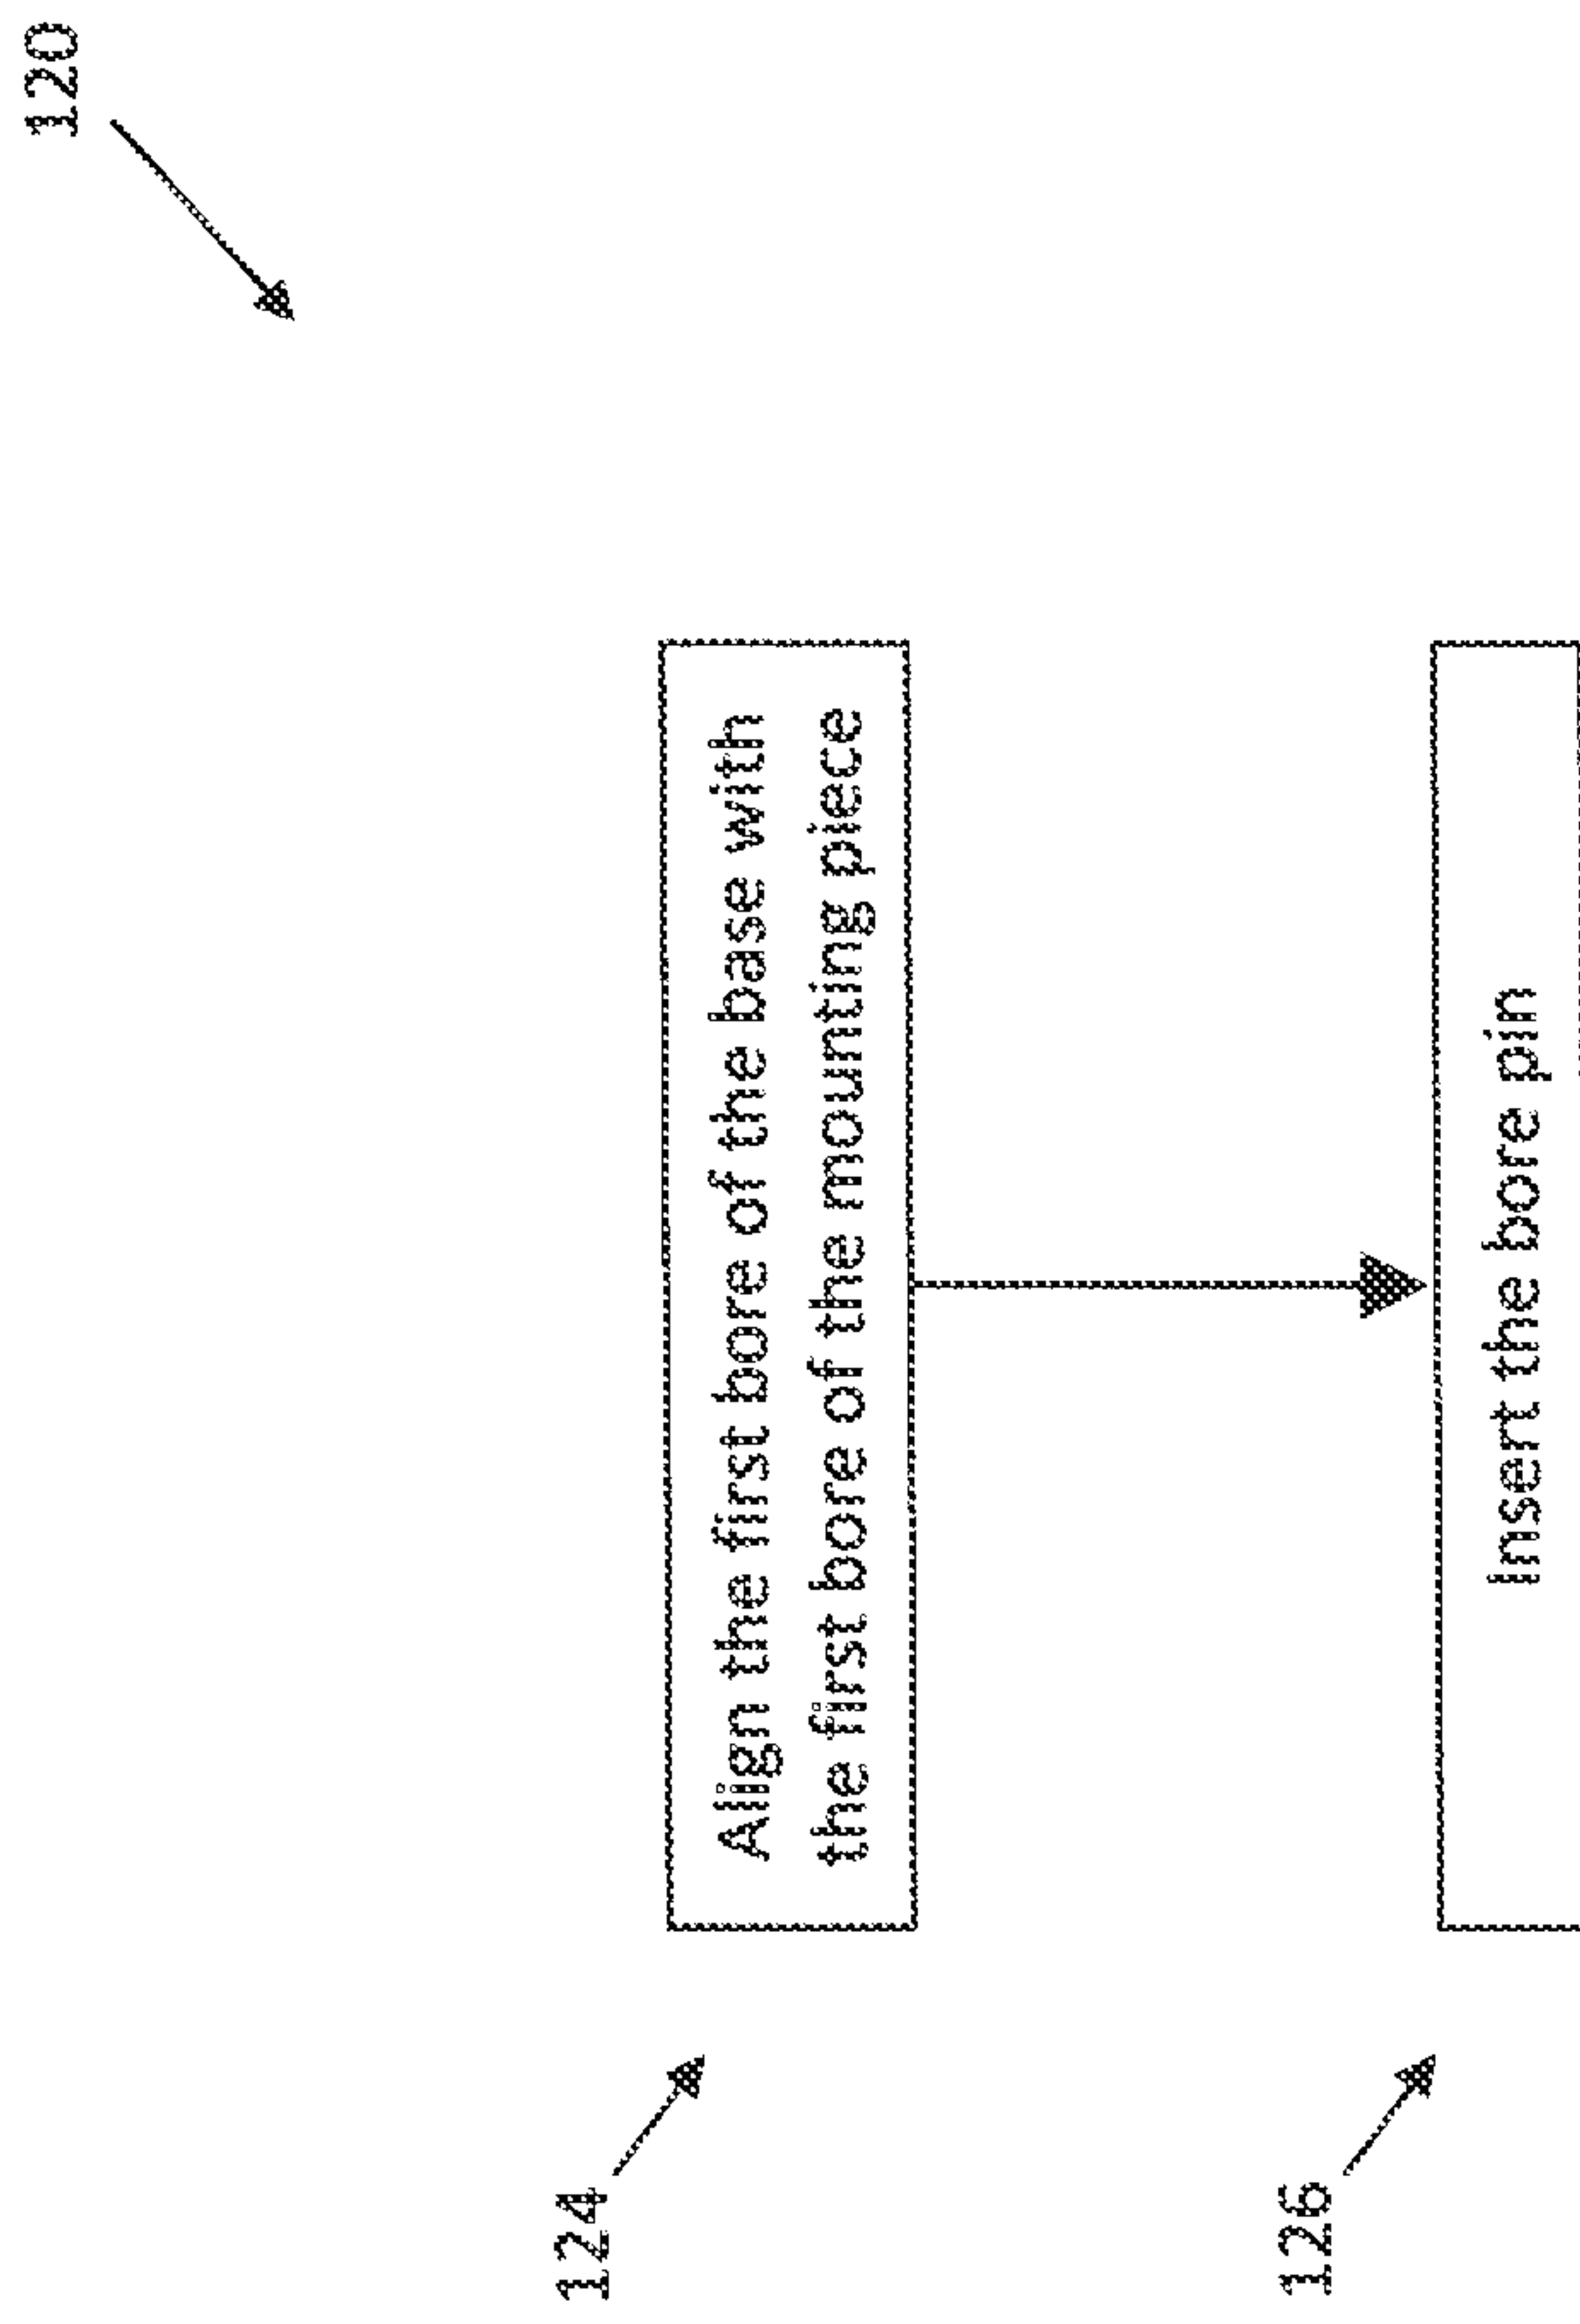 120
124
Align the first bore of the base with
the first bore of the mounting piece
126
Insert the bore pin